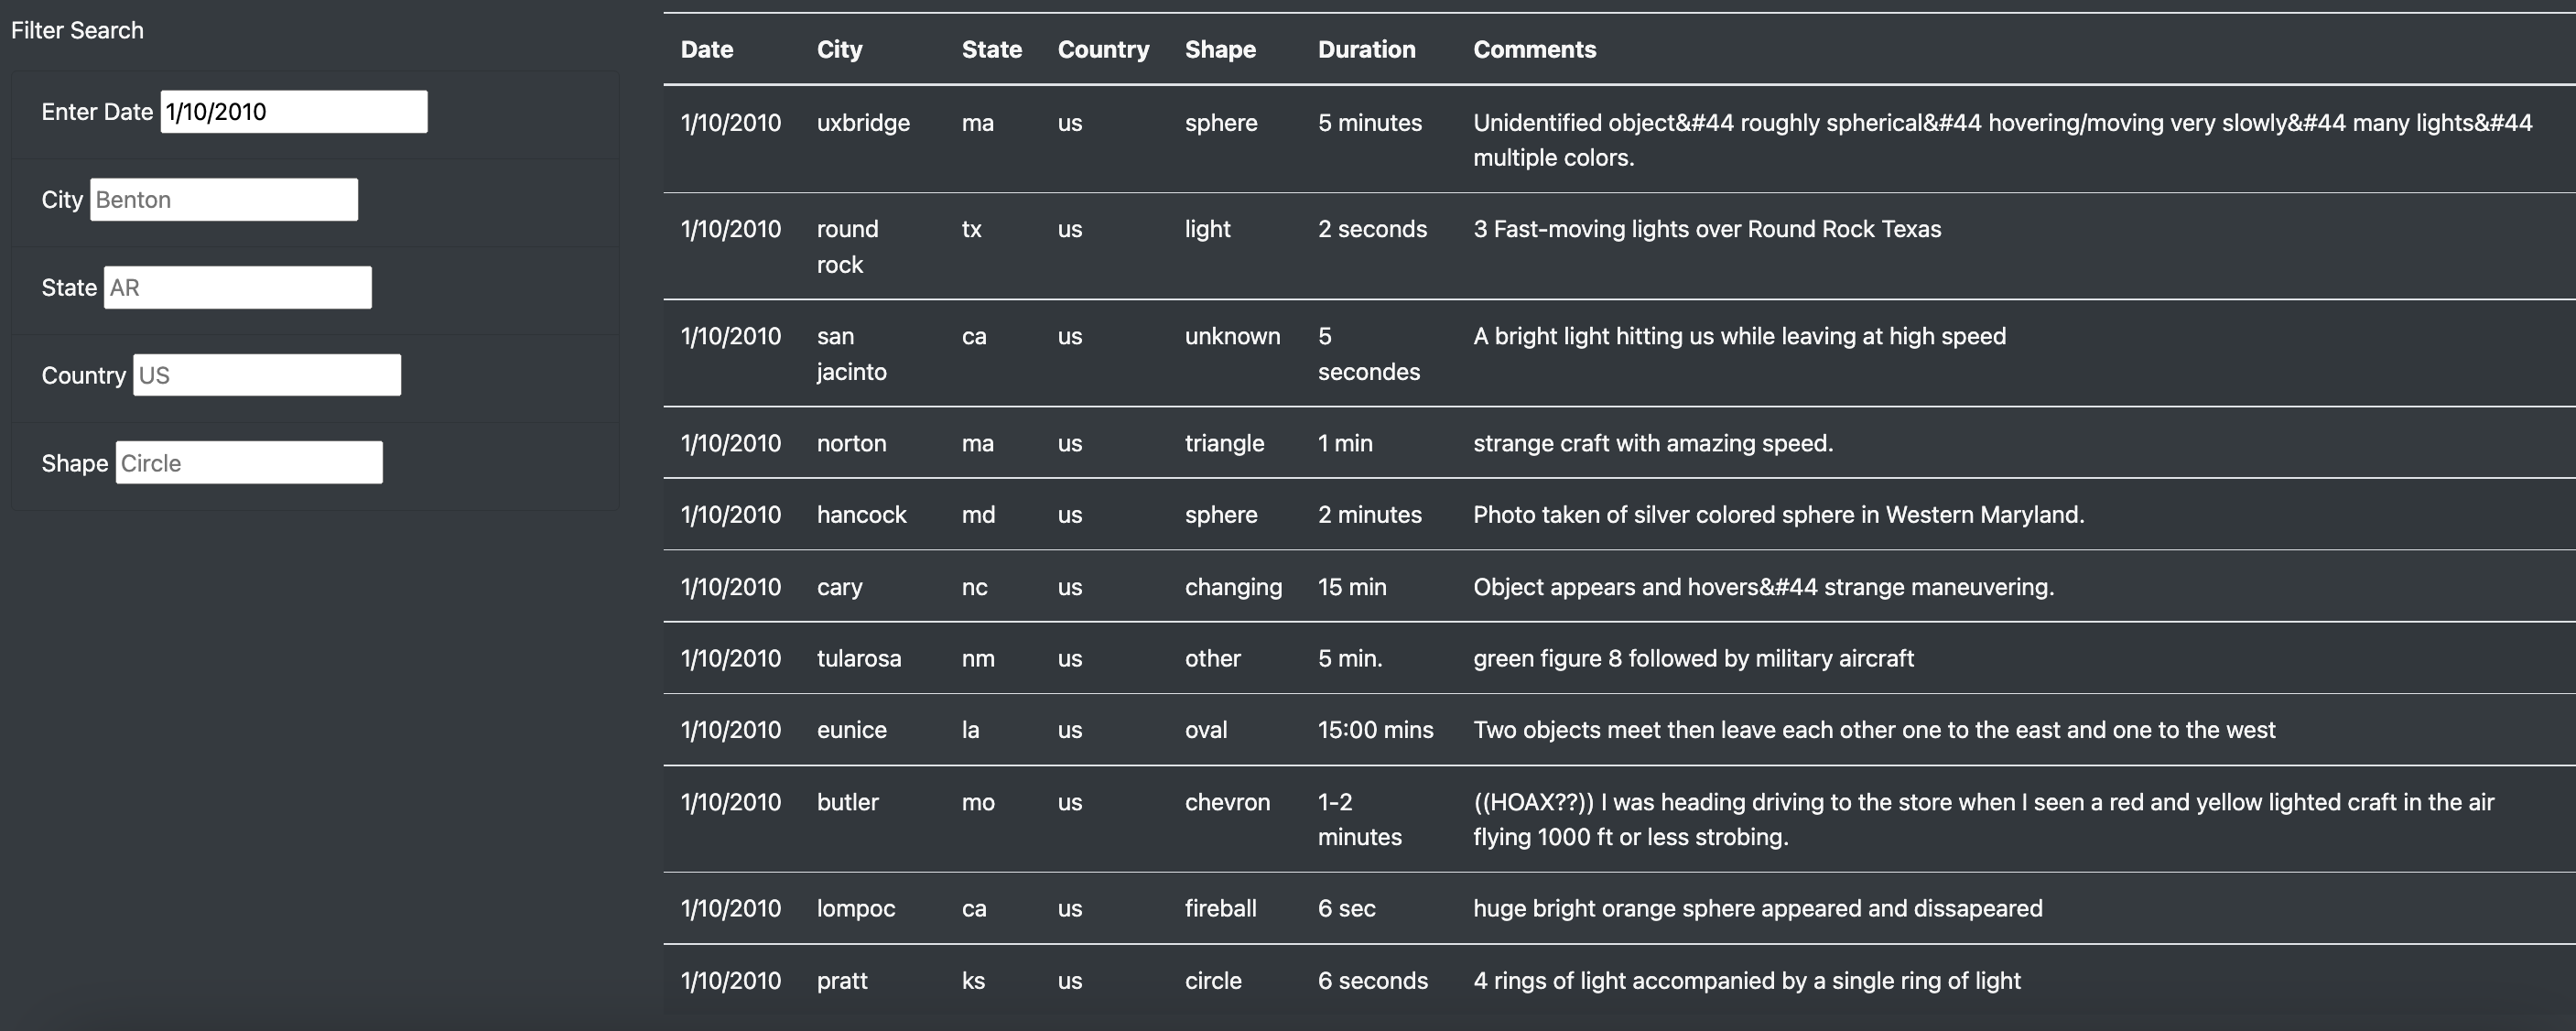 Filter Search
Enter Date 1/10/2010
City Benton
State AR
Country US
Shape Circle
Date City State Country Shape Duration Comments
1/10/2010 uxbridge ma us sphere 5 minutes Unidentified object&#44 roughly spherical&#44 hovering/moving very slowly&#44 many lights&#44
multiple colors.
1/10/2010 round tx us light 2 seconds 3 Fast-moving lights over Round Rock Texas
rock
1/10/2010 san ca us unknown 5 A bright light hitting us while leaving at high speed
jacinto secondes
1/10/2010 norton ma us triangle 1 min strange craft with amazing speed.
1/10/2010 hancock md us sphere 2 minutes Photo taken of silver colored sphere in Western Maryland.
1/10/2010 cary nc us changing 15 min Object appears and hovers&#44 strange maneuvering.
1/10/2010 tularosa nm us other 5 min. green figure 8 followed by military aircraft
1/10/2010 eunice la us oval 15:00 mins Two objects meet then leave each other one to the east and one to the west
1/10/2010 butler mo us chevron 1-2 ((HOAX??)) I was heading driving to the store when I seen a red and yellow lighted craft in the air
minutes flying 1000 ft or less strobing.
1/10/2010 lompoc ca us fireball 6 sec huge bright orange sphere appeared and dissapeared
1/10/2010 pratt ks us circle 6 seconds 4 rings of light accompanied by a single ring of light